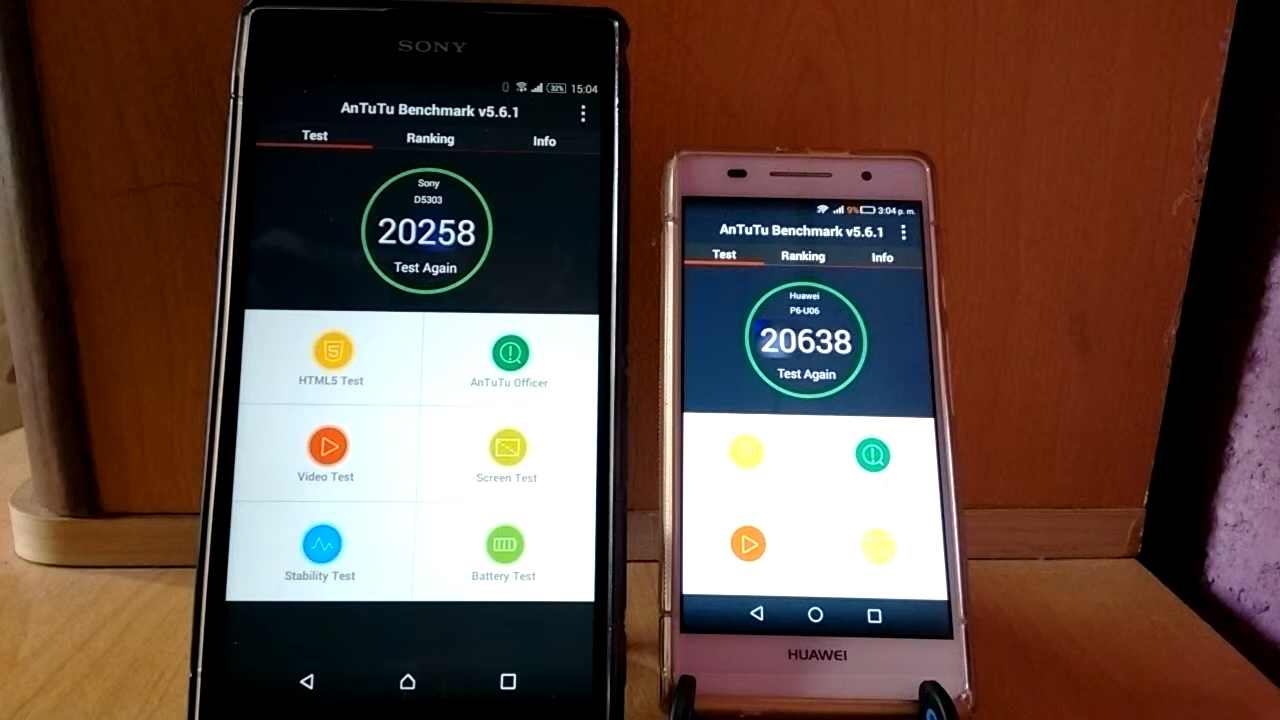 SONY
32% 15:04
AnTuTu Benchmark v5.6.1
Test Ranking Info
Sony
D5303
20258
Test Again
HTML5 Test AnTuTu Officer
Video Test Screen Test
Stability Test Battery Test
9% 3:04 p.m.
AnTuTu Benchmark v5.6.1
Test Ranking Info
Huawei
P6-U06
20638
Test Again
HUAWEI